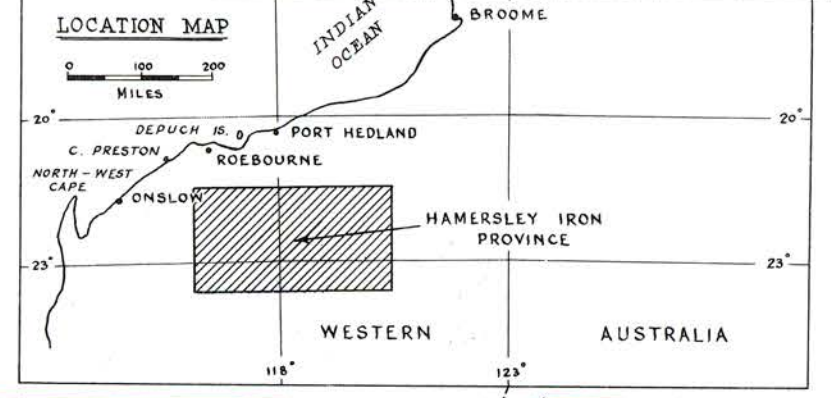 LOCATION MAP
0 100 200
MILES
INDIAN
OCEAN
BROOME
20°
20°
DEPUCH IS.
PORT HEDLAND
C. PRESTON
ROEBOURNE
NORTH-WEST
CAPE
ONSLOW
HAMERSLEY IRON
PROVINCE
23°
23°
WESTERN AUSTRALIA
118°
123°